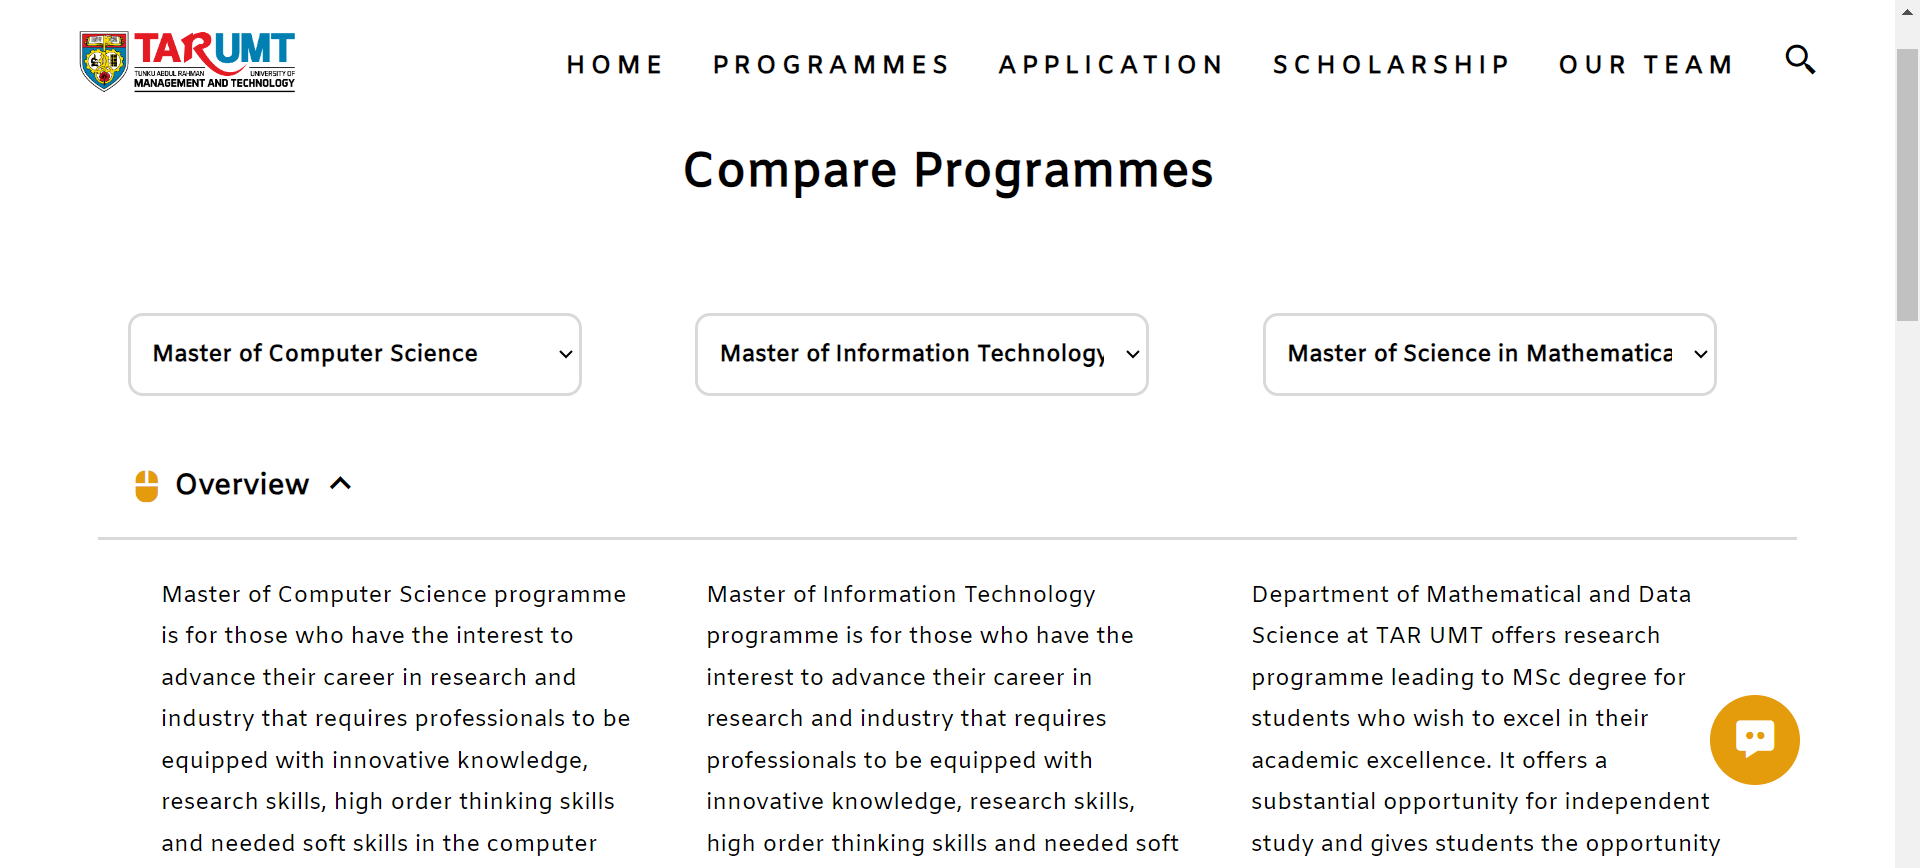 TARUMT
TUNKU ABDUL RAHMAN UNIVERSITY OF
MANAGEMENT AND TECHNOLOGY
HOME PROGRAMMES APPLICATION SCHOLARSHIP OUR TEAM
Compare Programmes
Master of Computer Science
Master of Information Technology
Master of Science in Mathematica
Overview
Master of Computer Science programme
is for those who have the interest to
advance their career in research and
industry that requires professionals to be
equipped with innovative knowledge,
research skills, high order thinking skills
and needed soft skills in the computer
Master of Information Technology
programme is for those who have the
interest to advance their career in
research and industry that requires
professionals to be equipped with
innovative knowledge, research skills,
high order thinking skills and needed soft
Department of Mathematical and Data
Science at TAR UMT offers research
programme leading to MSc degree for
students who wish to excel in their
academic excellence. It offers a
substantial opportunity for independent
study and gives students the opportunity